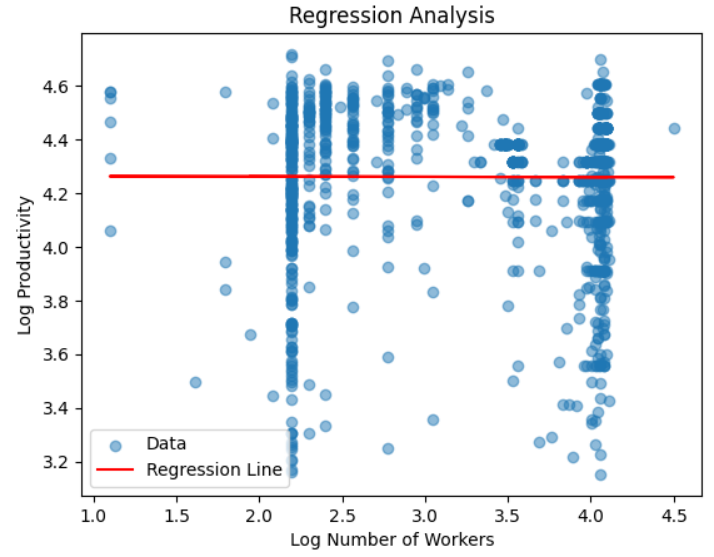 Regression Analysis
Log Productivity
4.6
4.4
4.2
4.0
3.8
3.6
3.4
3.2
Data
Regression Line
1.0 1.5 2.0 2.5 3.0 3.5 4.0 4.5
Log Number of Workers